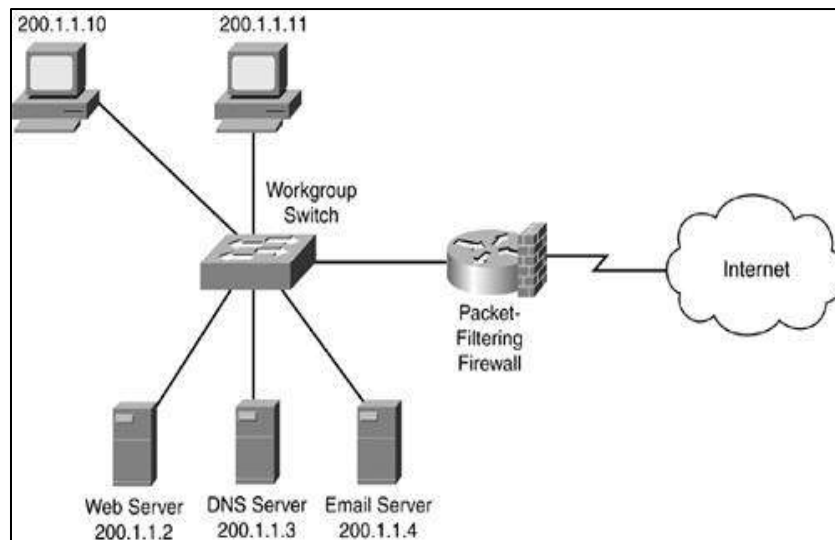 200.1.1.10
200.1.1.11
Workgroup
Switch
Packet-
Filtering
Firewall
Internet
Web Server
200.1.1.2
DNS Server
200.1.1.3
Email Server
200.1.1.4